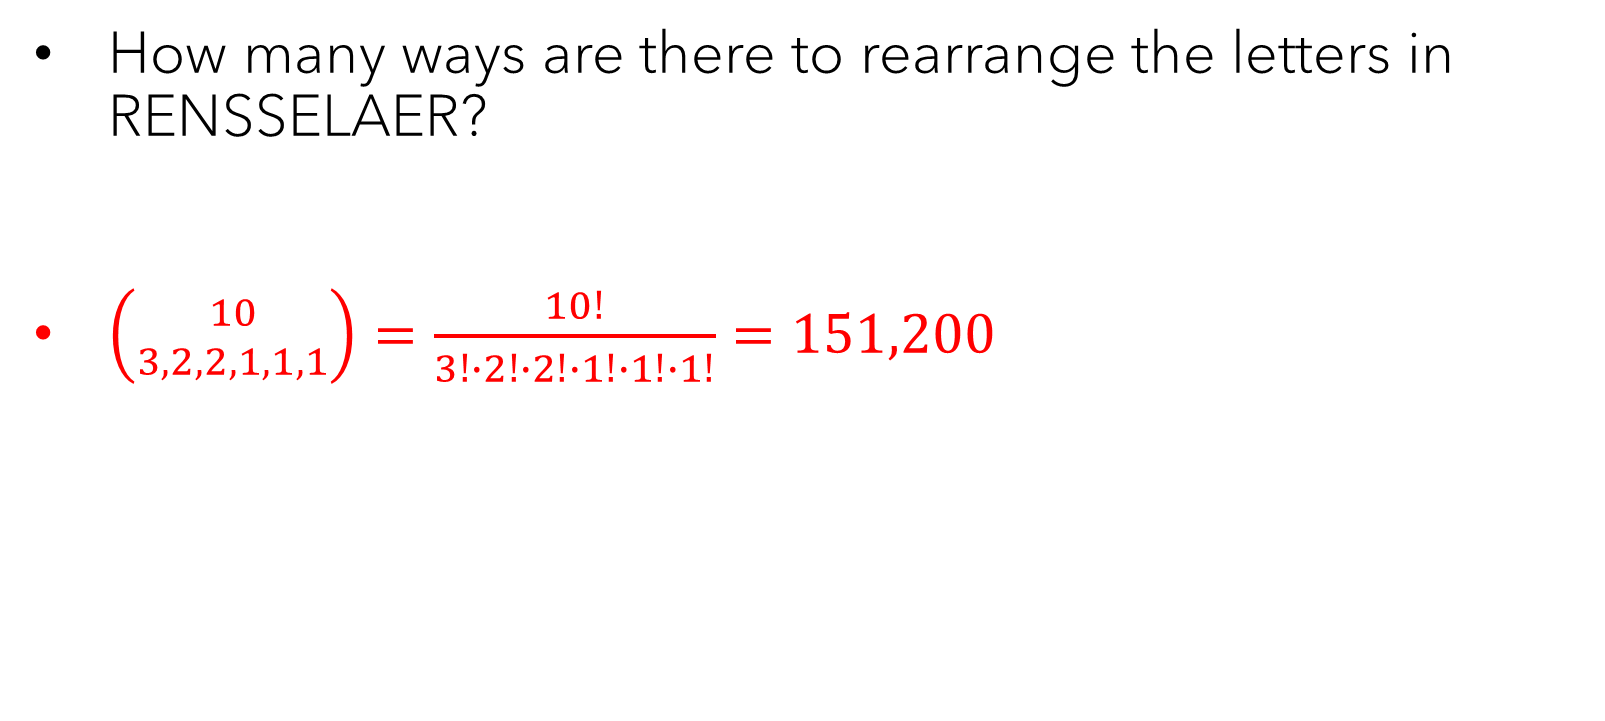 • How many ways are there to rearrange the letters in
RENSSELAER?
• (10 3,2,2,1,1,1) = 10! / 3!·2!·2!·1!·1!·1! = 151,200